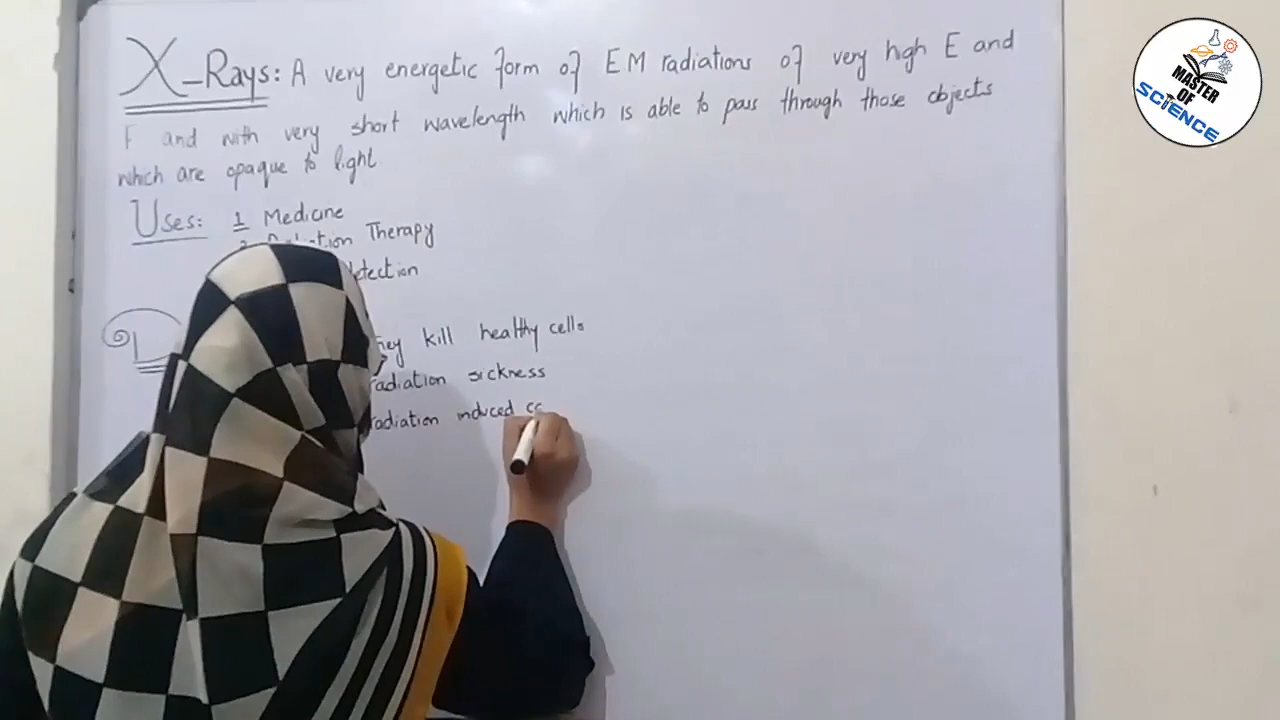 X-Rays: A very energetic form of EM radiations of very high E and
F and with very short wavelength which is able to pass through those objects
which are opaque to light.
Uses: 1 Medicine
Therapy
kill healthy cells
radiation sickness
radiation induced
MASTER
OF
SCIENCE